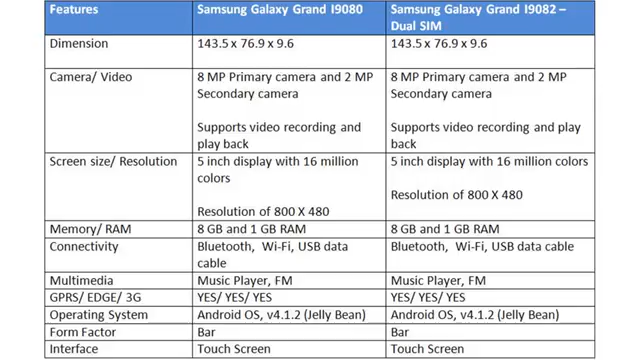 Features Samsung Galaxy Grand I9080 Samsung Galaxy Grand I9082 –
Dual SIM
Dimension 143.5 x 76.9 x 9.6 143.5 x 76.9 x 9.6
Camera/ Video 8 MP Primary camera and 2 MP 8 MP Primary camera and 2 MP
Secondary camera Secondary camera
Supports video recording and Supports video recording and play
play back back
Screen size/ Resolution 5 inch display with 16 million 5 inch display with 16 million colors
colors
Resolution of 800 X 480
Resolution of 800 X 480
Memory/ RAM 8 GB and 1 GB RAM 8 GB and 1 GB RAM
Connectivity Bluetooth, Wi-Fi, USB data Bluetooth, Wi-Fi, USB data cable
cable
Multimedia Music Player, FM Music Player, FM
GPRS/ EDGE/ 3G YES/ YES/ YES YES/ YES/ YES
Operating System Android OS, v4.1.2 (Jelly Bean) Android OS, v4.1.2 (Jelly Bean)
Form Factor Bar Bar
Interface Touch Screen Touch Screen